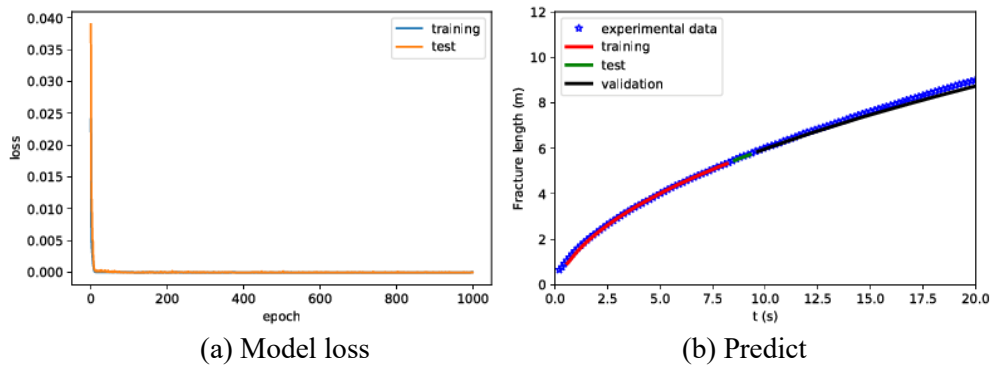 0.040
0.035
0.030
0.025
0.020
0.015
0.010
0.005
0.000
loss
training
test
0
200
400
600
800
1000
epoch
(a) Model loss
12
10
8
6
4
2
0
Fracture length (m)
experimental data
training
test
validation
0.0
2.5
5.0
7.5
10.0
12.5
15.0
17.5
20.0
t (s)
(b) Predict